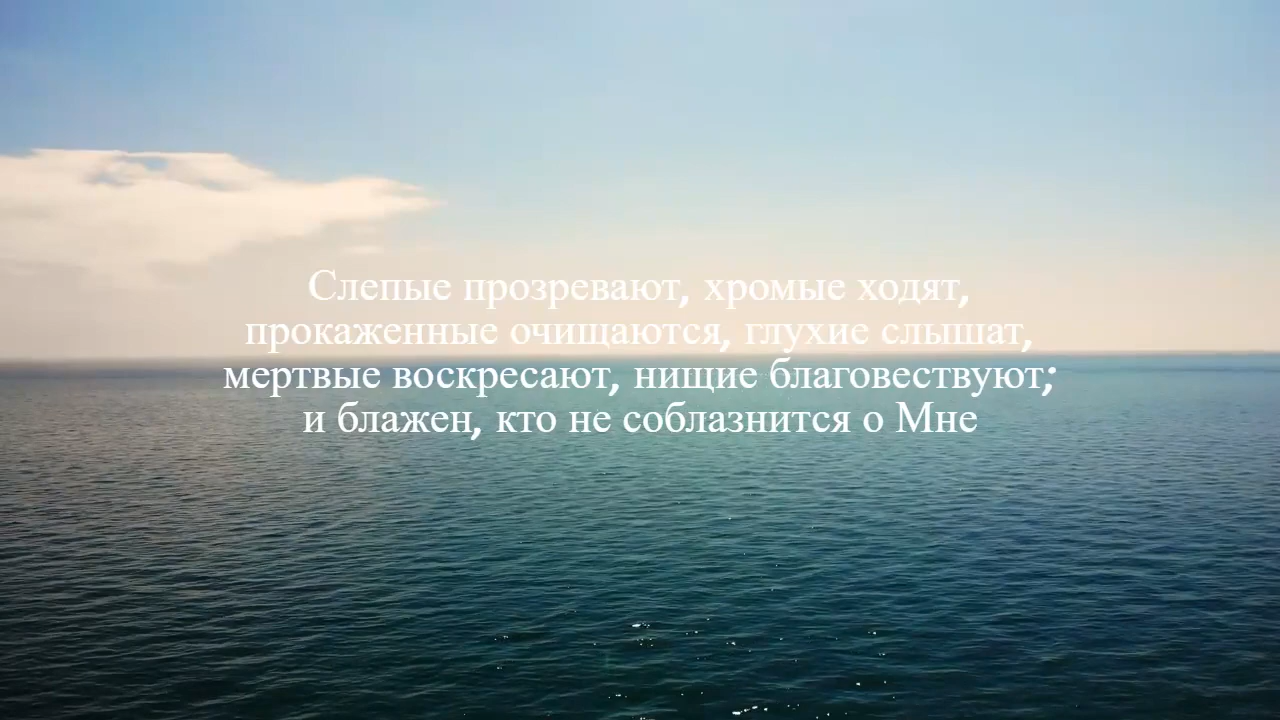 Слепые прозревают, хромые ходят,
прокаженные очищаются, глухие слышат,
мертвые воскресают, нищие благовествуют;
и блажен, кто не соблазнится о Мне